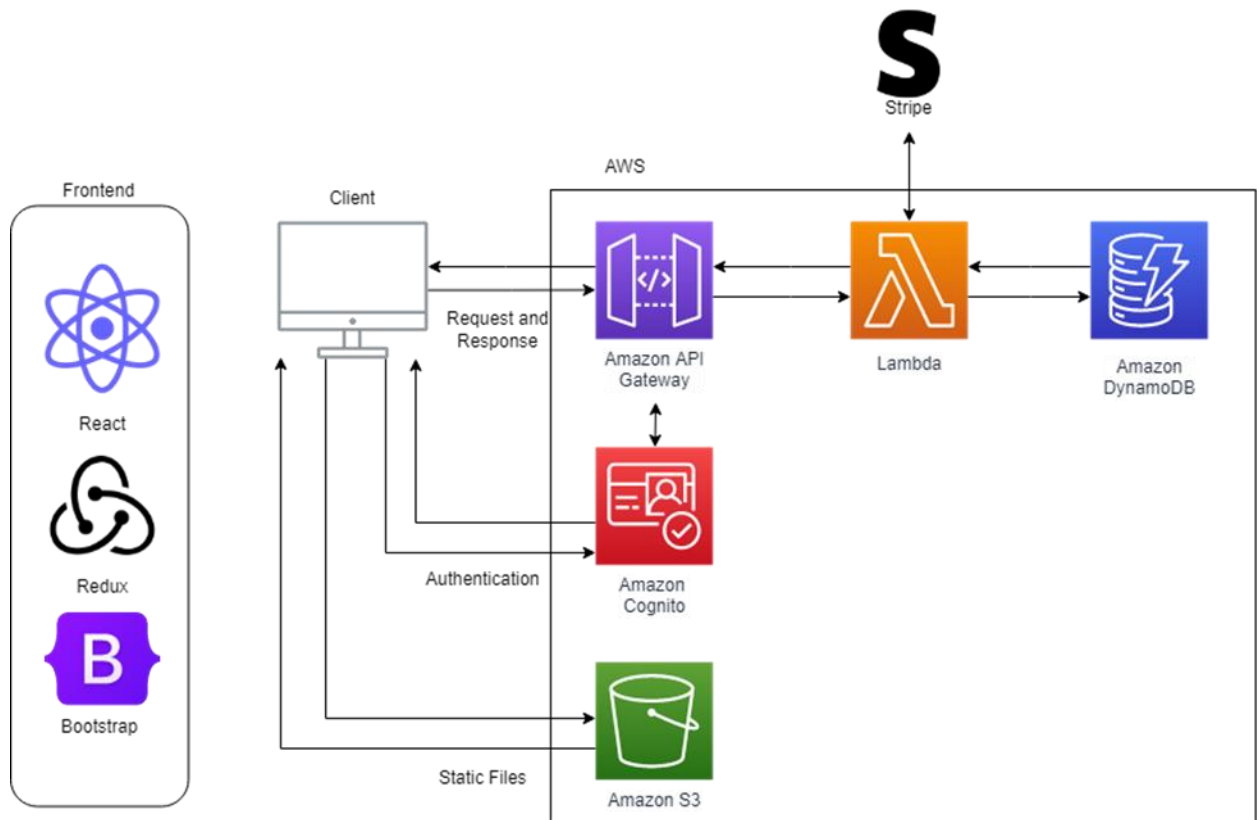 S
Stripe
AWS
Frontend
Client
</>
Request and
Response
Amazon API
Gateway
Lambda
Amazon
DynamoDB
React
Redux
Authentication
Amazon
Cognito
B
Bootstrap
Static Files
Amazon S3